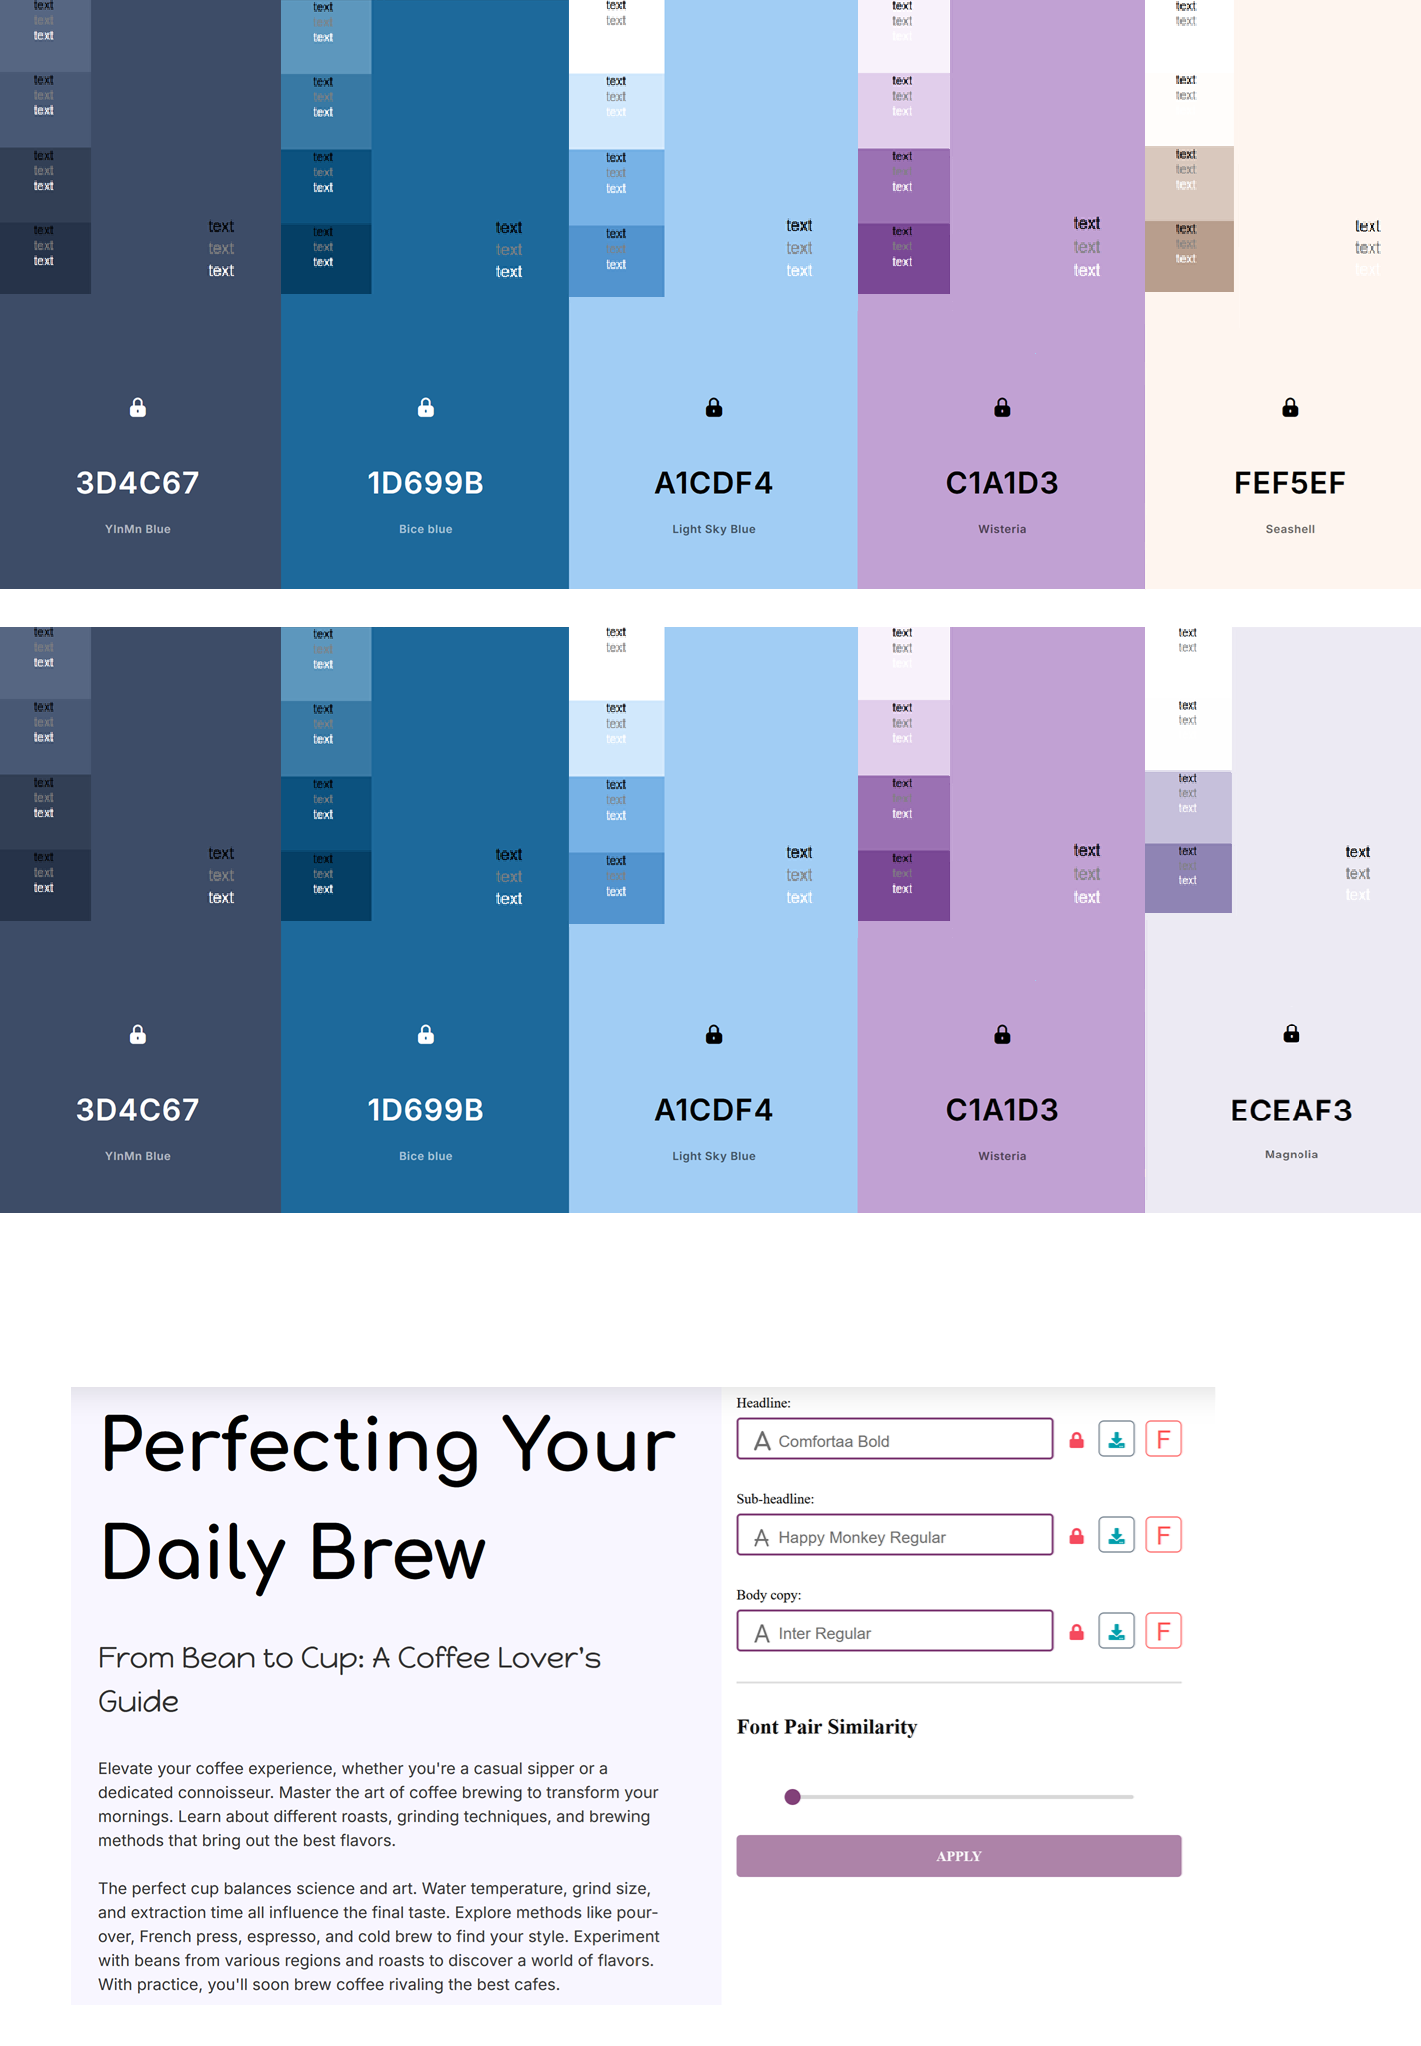 text text text text text
text text text text text
text text text
text text text text text
text text text text text
text text text text
text text text text text
text text text text text
text text text text text
text text text text text
text text text text text
text text text text text
text text text text text
text text text text text
text text text text text
3D4C67 1D699B A1CDF4 C1A1D3 FEF5EF
YInMn Blue Bice blue Light Sky Blue Wisteria Seashell
text text text text text
text text text text text
text text text
text text text text text
text text text text text
text text text text
text text text text text
text text text text text
text text text text text
text text text text text
text text text text text
text text text text text
text text text text text
text text text text text
text text text text text
3D4C67 1D699B A1CDF4 C1A1D3 ECEAF3
YInMn Blue Bice blue Light Sky Blue Wisteria Magnolia
Perfecting Your
Daily Brew
From Bean to Cup: A Coffee Lover's
Guide
Elevate your coffee experience, whether you're a casual sipper or a
dedicated connoisseur. Master the art of coffee brewing to transform your
mornings. Learn about different roasts, grinding techniques, and brewing
methods that bring out the best flavors.
The perfect cup balances science and art. Water temperature, grind size,
and extraction time all influence the final taste. Explore methods like pour-
over, French press, espresso, and cold brew to find your style. Experiment
with beans from various regions and roasts to discover a world of flavors.
With practice, you'll soon brew coffee rivaling the best cafes.
Headline:
A Comfortaa Bold F
Sub-headline:
A Happy Monkey Regular F
Body copy:
A Inter Regular F
Font Pair Similarity
APPLY